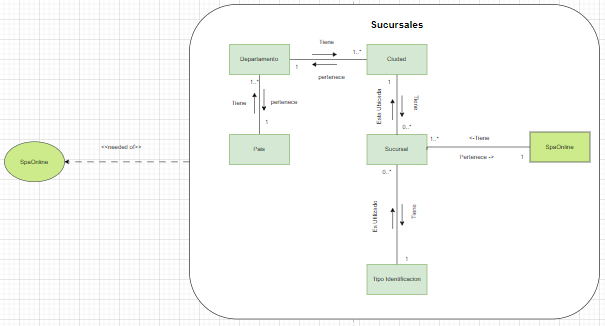 Sucursales
Tiene
Departamento
1..*
Ciudad
1
pertenece
1..*
1
Tiene
pertenece
Esta Ubicada
Tiene
1
0..*
<<needed of>>
SpaOnline
Pais
Sucursal
1..*
<-Tiene
SpaOnline
Pertenece ->
1
0..*
Es Utilizado
Tiene
1
Tipo Identificacion